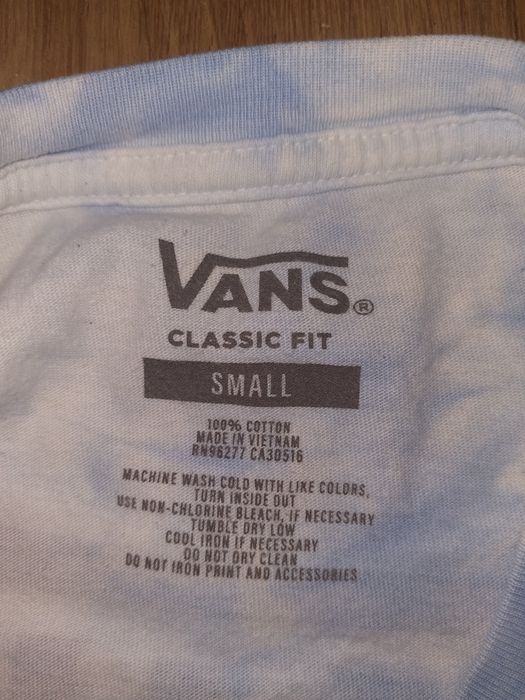 VANS®
CLASSIC FIT
SMALL
100% COTTON
MADE IN VIETNAM
RN96277 CA30516
MACHINE WASH COLD WITH LIKE COLORS,
TURN INSIDE OUT
USE NON-CHLORINE BLEACH, IF NECESSARY
TUMBLE DRY LOW
COOL IRON IF NECESSARY
DO NOT DRY CLEAN
DO NOT IRON PRINT AND ACCESSORIES